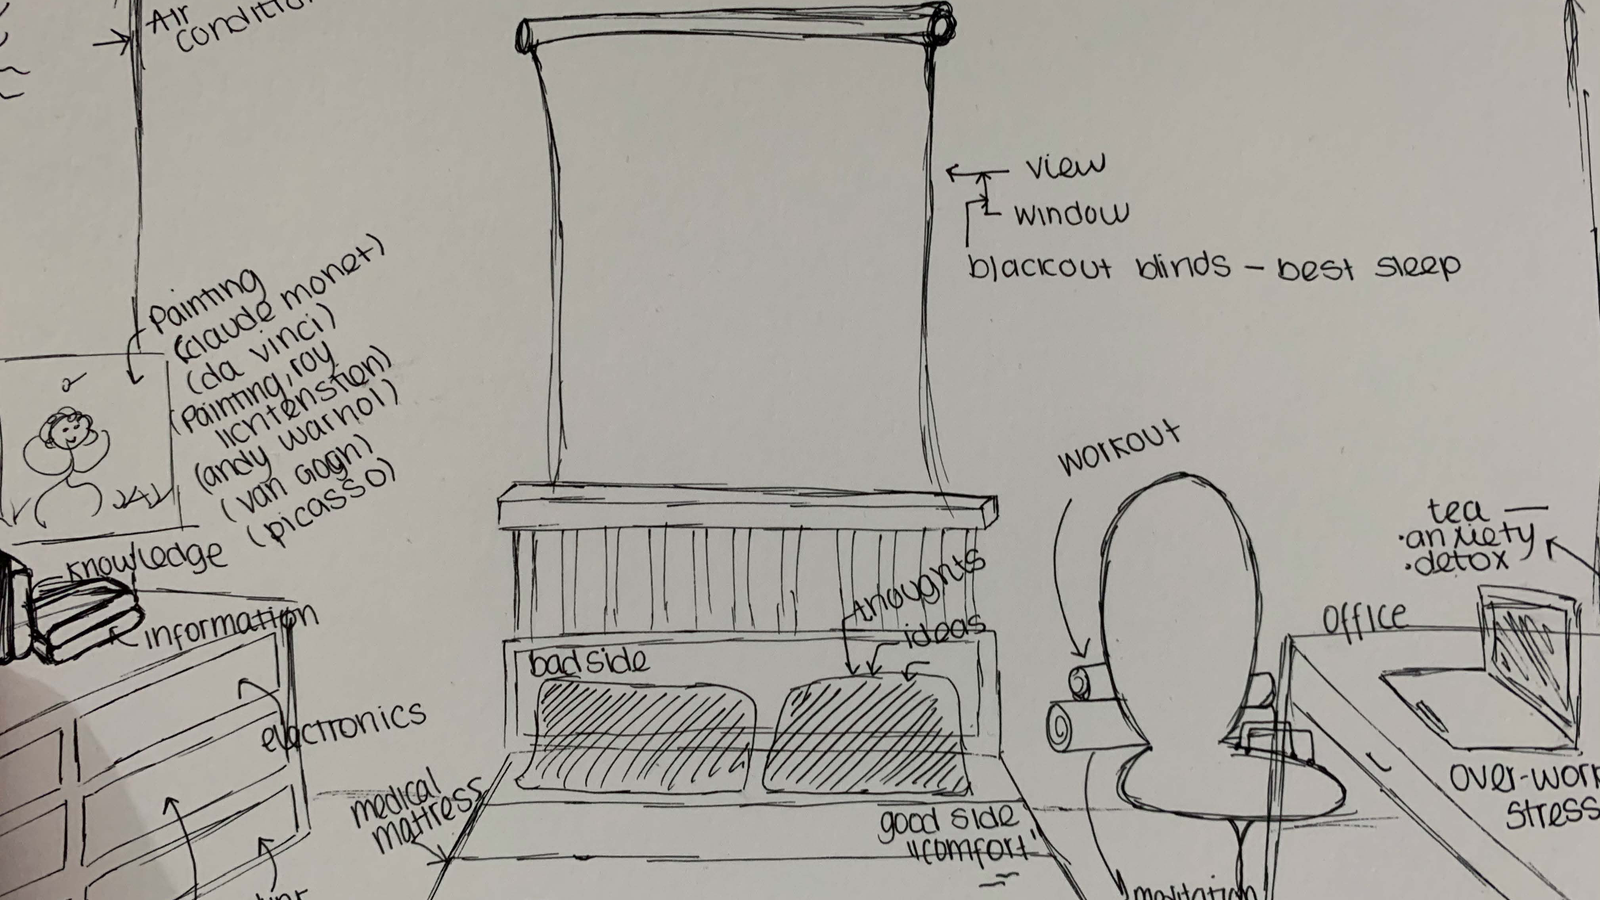 Air
condition
view
window
blackout blinds - best sleep
Painting
(claude monet)
(da vinci)
(Painting, roy
lichtenstien)
(andy warhol)
(van Gogh)
(picasso)
knowledge
information
electronics
medical
mattress
bad side
thoughts
ideas
good side
"comfort"
workout
meditation
tea
·anxiety
·detox
office
over-work
stress